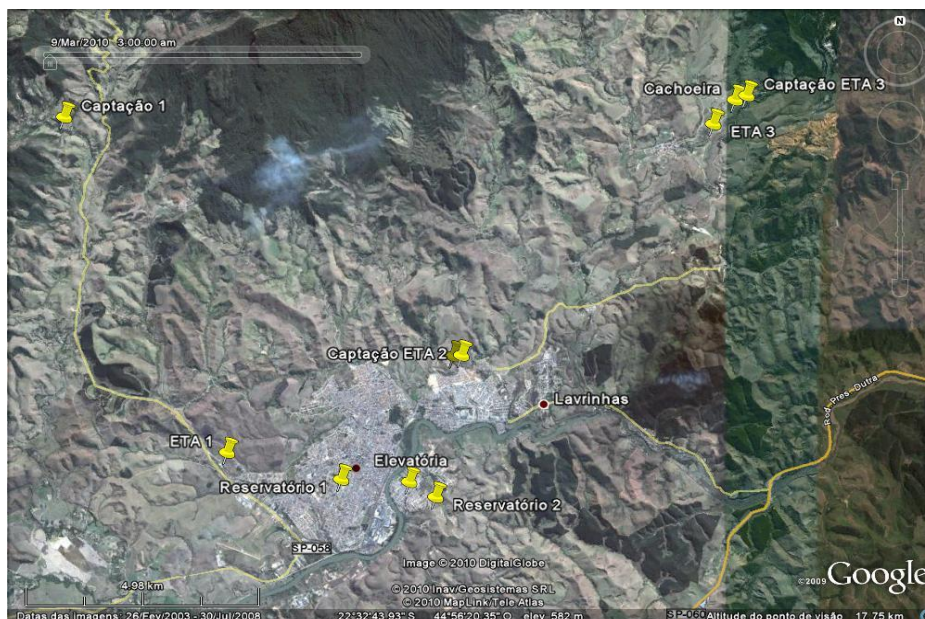 N
9/Mar/2010 3:00:00 am
Captação 1
Cachoeira
Captação ETA 3
ETA 3
Captação ETA 2
Rod Pres Dutra
Lavrinhas
ETA 1
Elevatória
Reservatório 1
Reservatório 2
SP-058
Image © 2010 DigitalGlobe
4.98 km
© 2010 Inav/Geosistemas SRL
© 2010 MapLink/Tele Atlas
©2009 Google
Datas das Imagens: 26/Fev/2003 - 30/Jul/2008 22°32'43.93" S 44°56'20.35" O elev 582 m SP-060 Altitude do ponto de visão 17.75 km